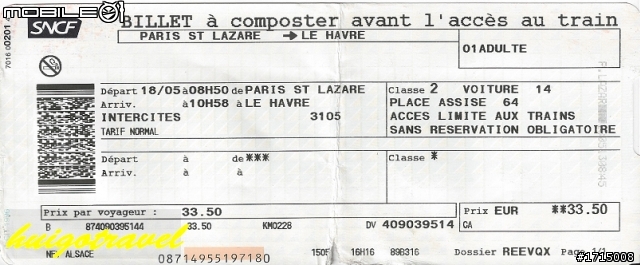 MOBILE01
BILLET à composter avant l'accès au train
SNCF
PARIS ST LAZARE → LE HAVRE
01ADULTE
Départ 18/05 à 08H50 de PARIS ST LAZARE
Classe 2 VOITURE 14
Arriv. à 10H58 à LE HAVRE
PLACE ASSISE 64
INTERCITES 3105
ACCES LIMITE AUX TRAINS
TARIF NORMAL
SANS RESERVATION OBLIGATOIRE
Départ à de ***
Classe *
Arriv. à à
Prix par voyageur : 33.50
Prix EUR **33.50
B 874090395144 33.50 KM0228 DV 409039514
CA
huigotravel
ALSACE
08714955197180
16H16
Dossier REEVQX Page 1/1
#1715008